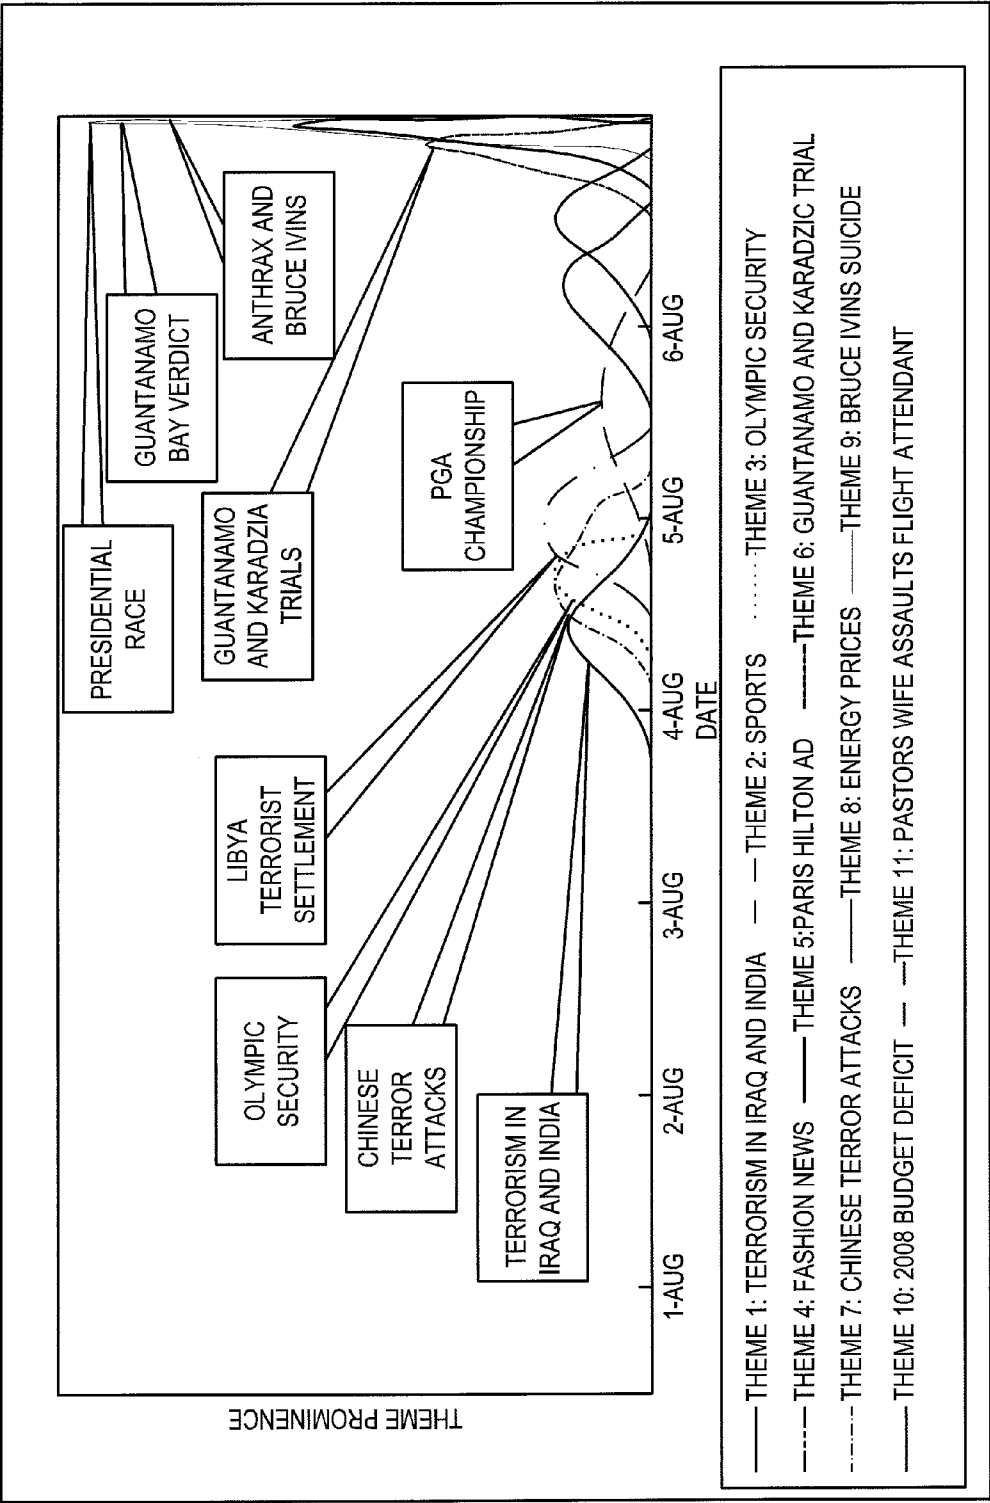 THEME PROMINENCE
PRESIDENTIAL
RACE
GUANTANAMO
BAY VERDICT
ANTHRAX AND
BRUCE IVINS
GUANTANAMO
AND KARADZIA
TRIALS
LIBYA
TERRORIST
SETTLEMENT
OLYMPIC
SECURITY
CHINESE
TERROR
ATTACKS
TERRORISM IN
IRAQ AND INDIA
PGA
CHAMPIONSHIP
1-AUG
2-AUG
3-AUG
4-AUG
5-AUG
6-AUG
DATE
THEME 1: TERRORISM IN IRAQ AND INDIA THEME 2: SPORTS THEME 3: OLYMPIC SECURITY
THEME 4: FASHION NEWS THEME 5:PARIS HILTON AD THEME 6: GUANTANAMO AND KARADZIC TRIAL
THEME 7: CHINESE TERROR ATTACKS THEME 8: ENERGY PRICES THEME 9: BRUCE IVINS SUICIDE
THEME 10: 2008 BUDGET DEFICIT THEME 11: PASTORS WIFE ASSAULTS FLIGHT ATTENDANT